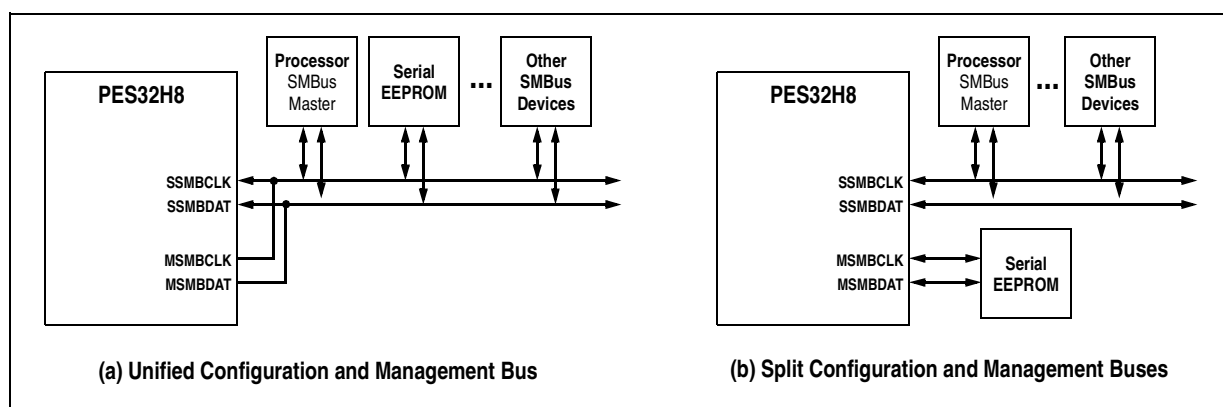 PES32H8
Processor
SMBus
Master
Serial
EEPROM
...
Other
SMBus
Devices
SSMBCLK
SSMBDAT
MSMBCLK
MSMBDAT
(a) Unified Configuration and Management Bus
PES32H8
Processor
SMBus
Master
...
Other
SMBus
Devices
SSMBCLK
SSMBDAT
MSMBCLK
MSMBDAT
Serial
EEPROM
(b) Split Configuration and Management Buses